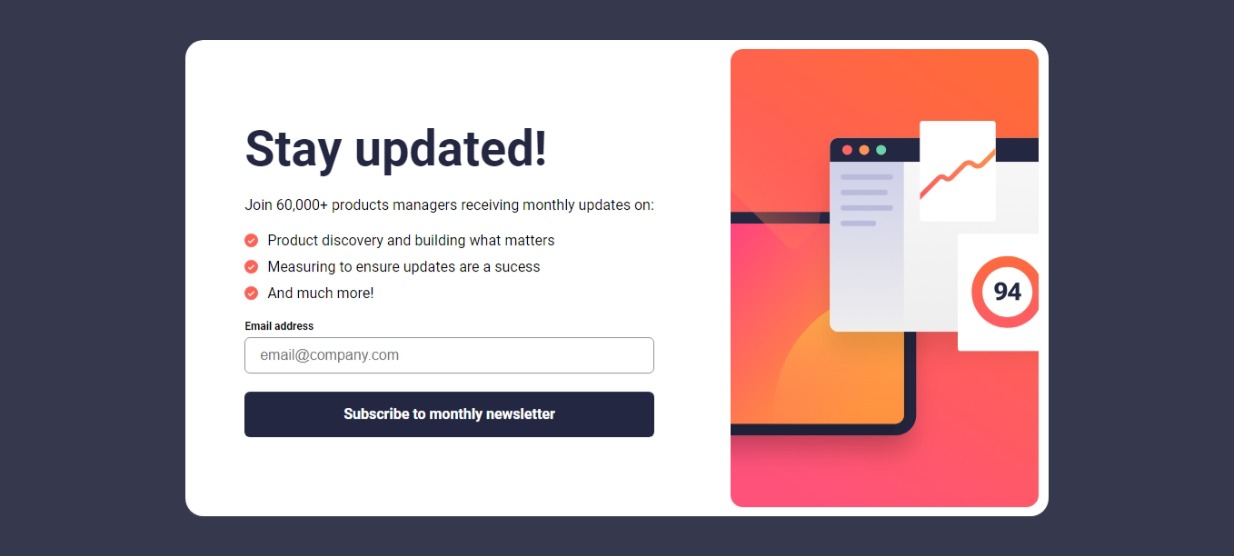 Stay updated!
Join 60,000+ products managers receiving monthly updates on:
Product discovery and building what matters
Measuring to ensure updates are a sucess
And much more!
Email address
email@company.com
Subscribe to monthly newsletter
94